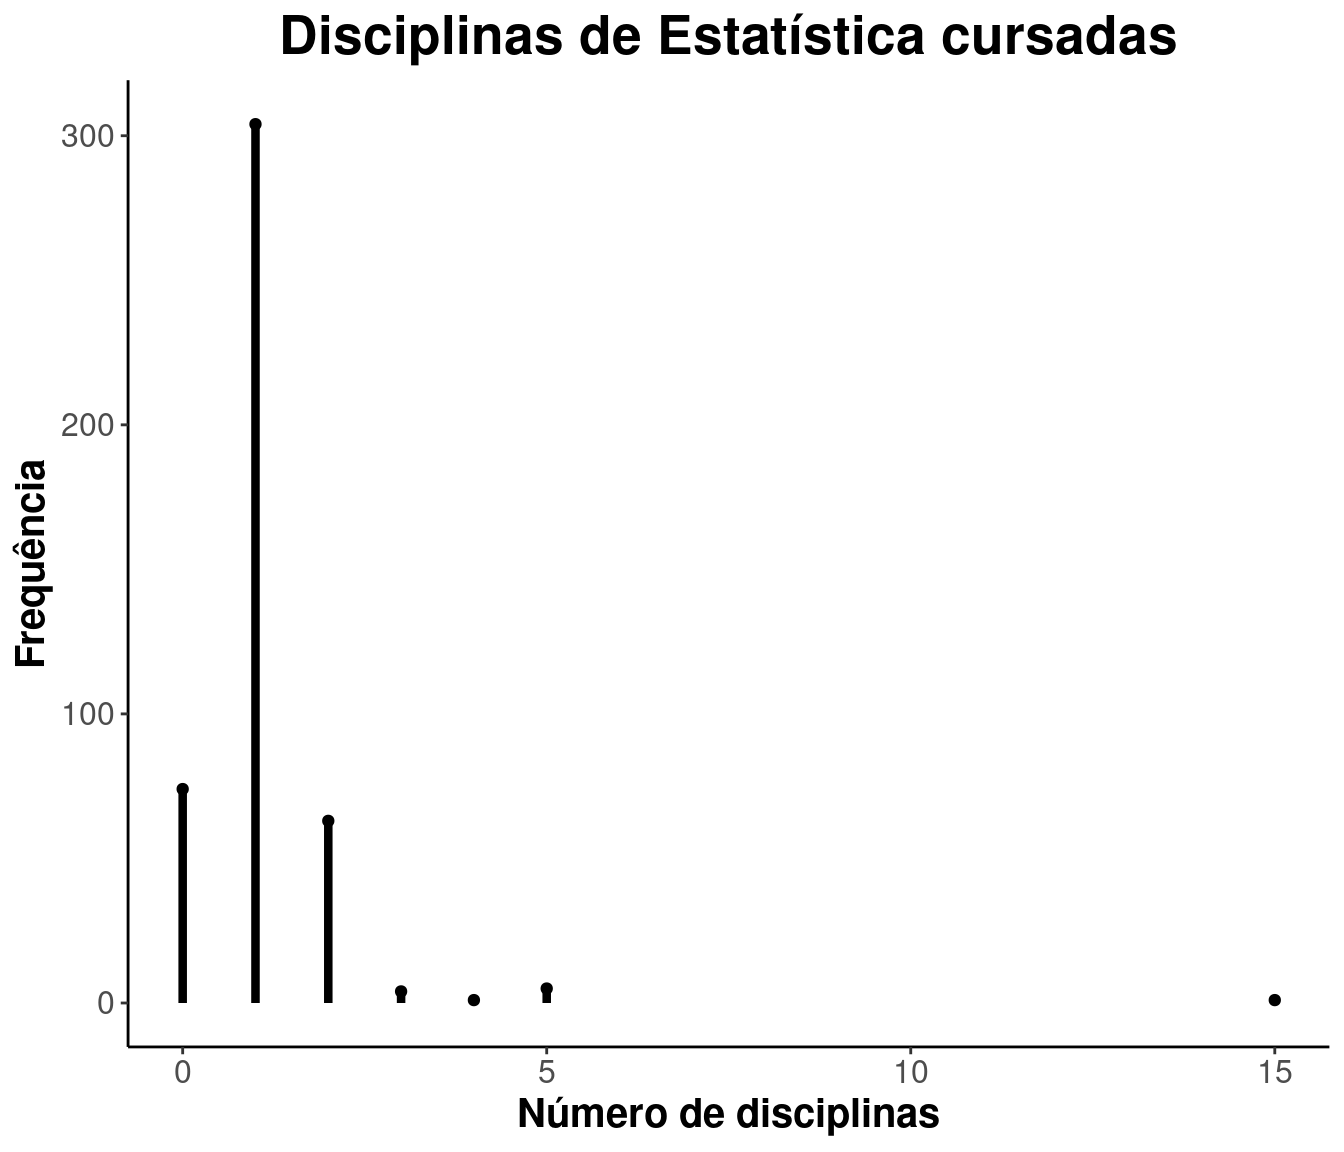 Disciplinas de Estatística cursadas
300
200
100
0
Frequência
0 5 10 15
Número de disciplinas